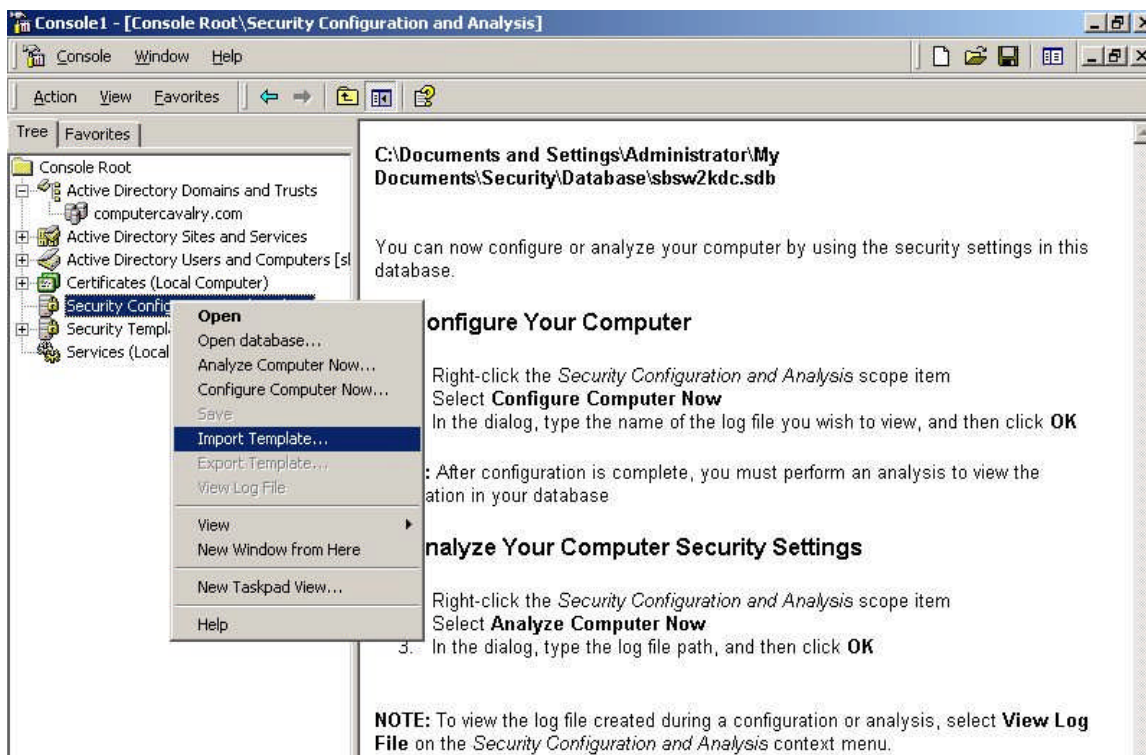 Console1 - [Console Root\Security Configuration and Analysis]
Console Window Help
Action View Favorites
Tree Favorites
Console Root
Active Directory Domains and Trusts
computercavalry.com
Active Directory Sites and Services
Active Directory Users and Computers [sl
Certificates (Local Computer)
Security Config
Security Templ
Services (Local
Open
Open database...
Analyze Computer Now...
Configure Computer Now...
Save
Import Template...
Export Template...
View Log File
View
New Window from Here
New Taskpad View...
Help
C:\Documents and Settings\Administrator\My
Documents\Security\Database\sbsw2kdc.sdb
You can now configure or analyze your computer by using the security settings in this
database.
onfigure Your Computer
Right-click the Security Configuration and Analysis scope item
Select Configure Computer Now
In the dialog, type the name of the log file you wish to view, and then click OK
: After configuration is complete, you must perform an analysis to view the
ation in your database
nalyze Your Computer Security Settings
Right-click the Security Configuration and Analysis scope item
Select Analyze Computer Now
3. In the dialog, type the log file path, and then click OK
NOTE: To view the log file created during a configuration or analysis, select View Log
File on the Security Configuration and Analysis context menu.